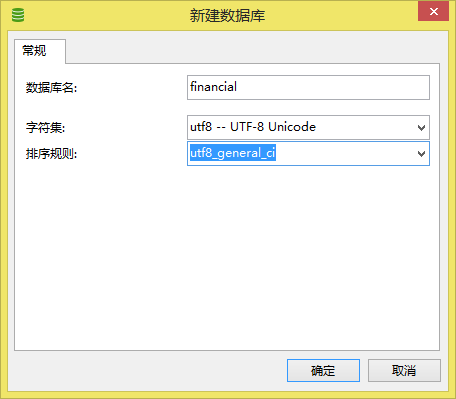 新建数据库
常规
数据库名: financial
字符集: utf8 -- UTF-8 Unicode
排序规则: utf8_general_ci
确定 取消